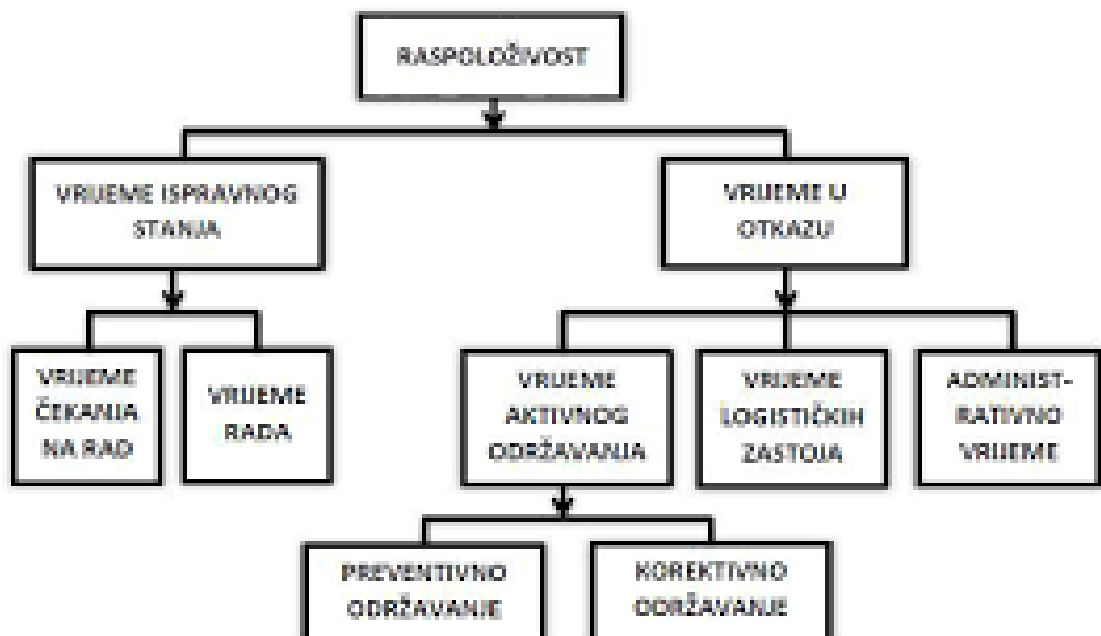 RASPOLOŽIVOST
VRIJEME ISPRAVNOG
STANJA
VRIJEME U
OTKAZU
VRIJEME
ČEKANJA
NA RAD
VRIJEME
RADA
VRIJEME
AKTIVNOG
ODRŽAVANJA
VRIJEME
LOGISTIČKIH
ZASTOJA
ADMINIST-
RATIVNO
VRIJEME
PREVENTIVNO
ODRŽAVANJE
KOREKTIVNO
ODRŽAVANJE